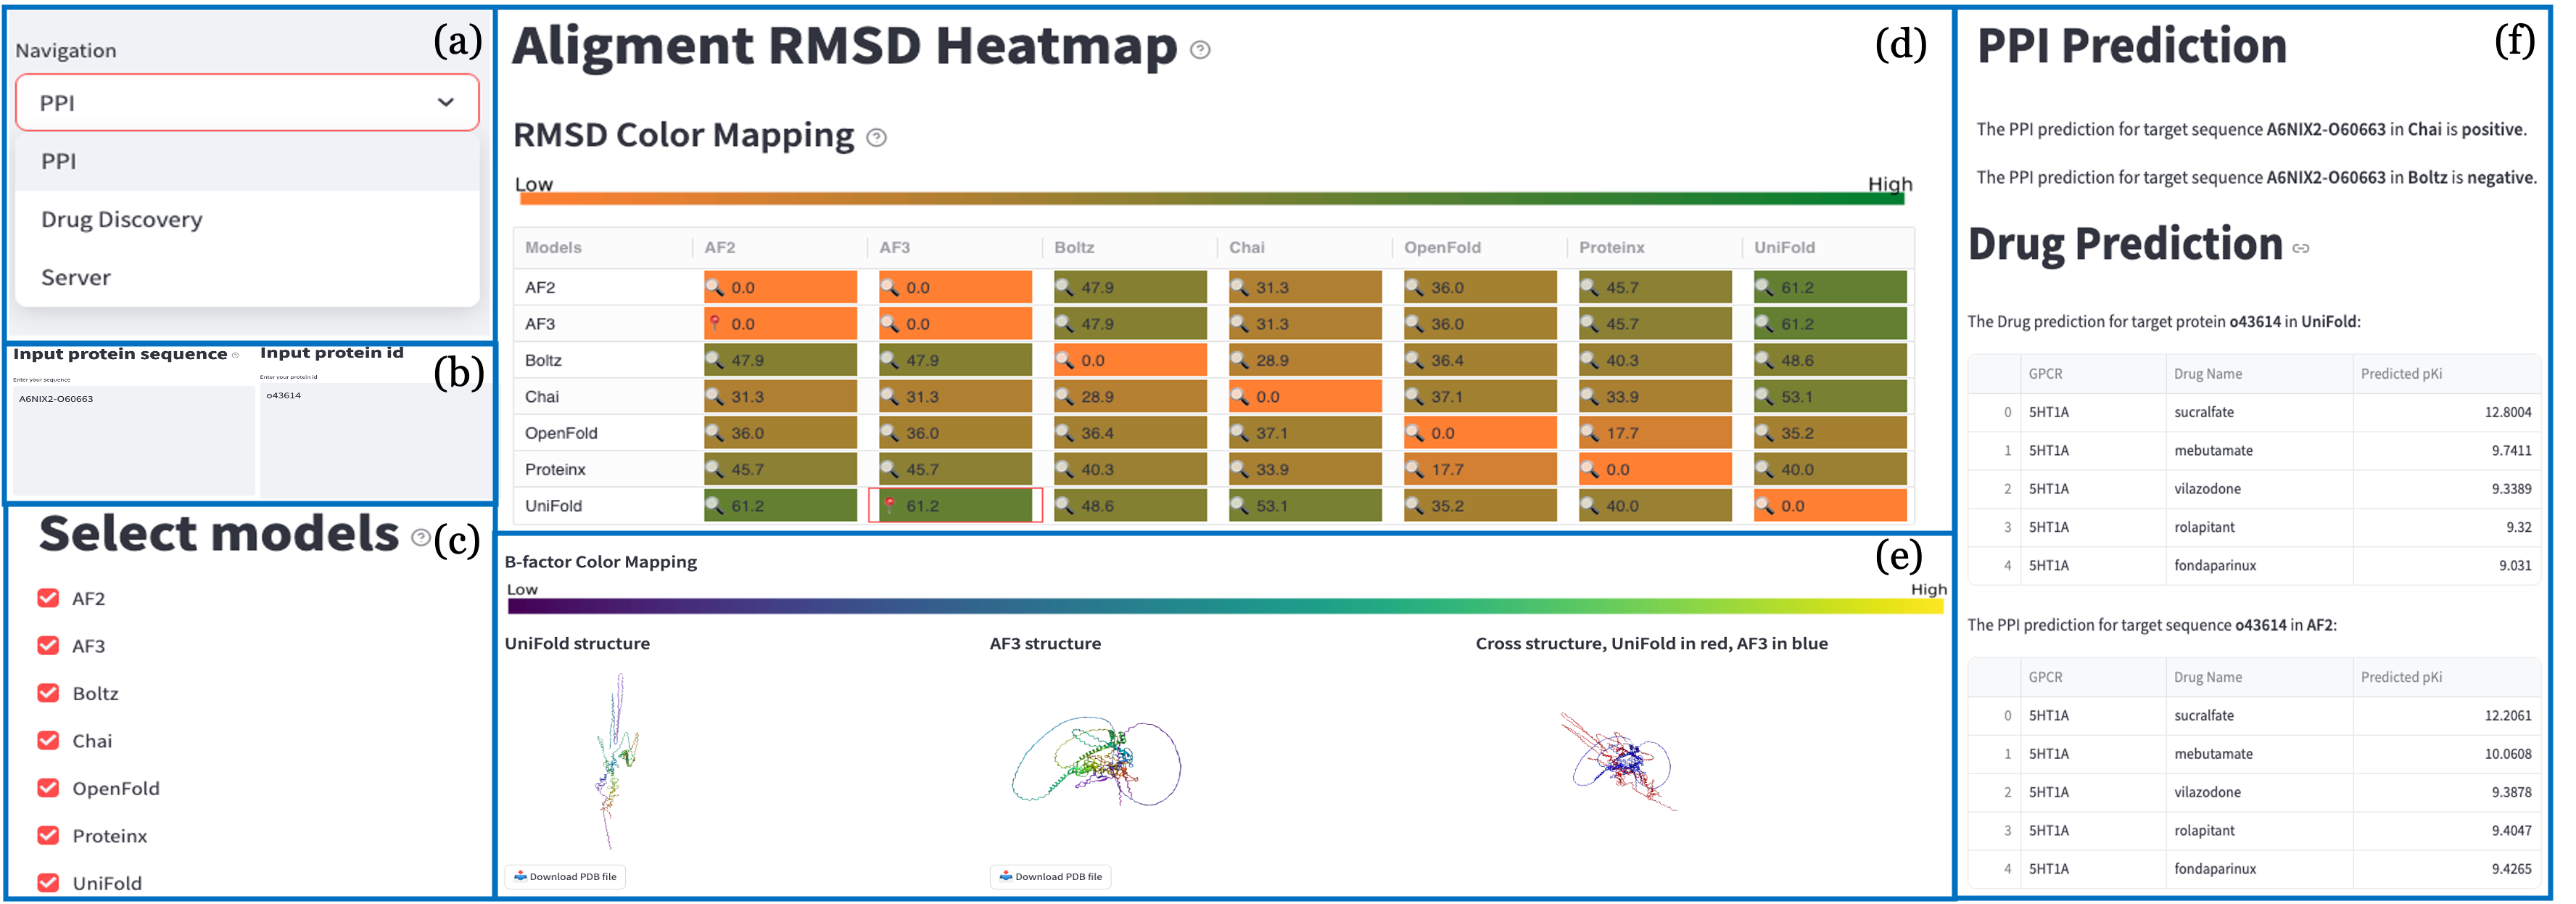 (a)
Navigation
PPI
PPI
Drug Discovery
Server
(b)
Input protein sequence
Enter your sequence
A6NIX2-O60663
Input protein id
Enter your protein id
o43614
(c)
Select models
AF2
AF3
Boltz
Chai
OpenFold
Proteinx
UniFold
(d)
Aligment RMSD Heatmap
RMSD Color Mapping
Low High
Models AF2 AF3 Boltz Chai OpenFold Proteinx UniFold
AF2 0.0 0.0 47.9 31.3 36.0 45.7 61.2
AF3 0.0 0.0 47.9 31.3 36.0 45.7 61.2
Boltz 47.9 47.9 0.0 28.9 36.4 40.3 48.6
Chai 31.3 31.3 28.9 0.0 37.1 33.9 53.1
OpenFold 36.0 36.0 36.4 37.1 0.0 17.7 35.2
Proteinx 45.7 45.7 40.3 33.9 17.7 0.0 40.0
UniFold 61.2 61.2 48.6 53.1 35.2 40.0 0.0
(e)
B-factor Color Mapping
Low High
UniFold structure AF3 structure Cross structure, UniFold in red, AF3 in blue
Download PDB file Download PDB file
(f)
PPI Prediction
The PPI prediction for target sequence A6NIX2-O60663 in Chai is positive.
The PPI prediction for target sequence A6NIX2-O60663 in Boltz is negative.
Drug Prediction
The Drug prediction for target protein o43614 in UniFold:
GPCR Drug Name Predicted pKi
0 5HT1A sucralfate 12.8004
1 5HT1A mebutamate 9.7411
2 5HT1A vilazodone 9.3389
3 5HT1A rolapitant 9.32
4 5HT1A fondaparinux 9.031
The PPI prediction for target sequence o43614 in AF2:
GPCR Drug Name Predicted pKi
0 5HT1A sucralfate 12.2061
1 5HT1A mebutamate 10.0608
2 5HT1A vilazodone 9.3878
3 5HT1A rolapitant 9.4047
4 5HT1A fondaparinux 9.4265